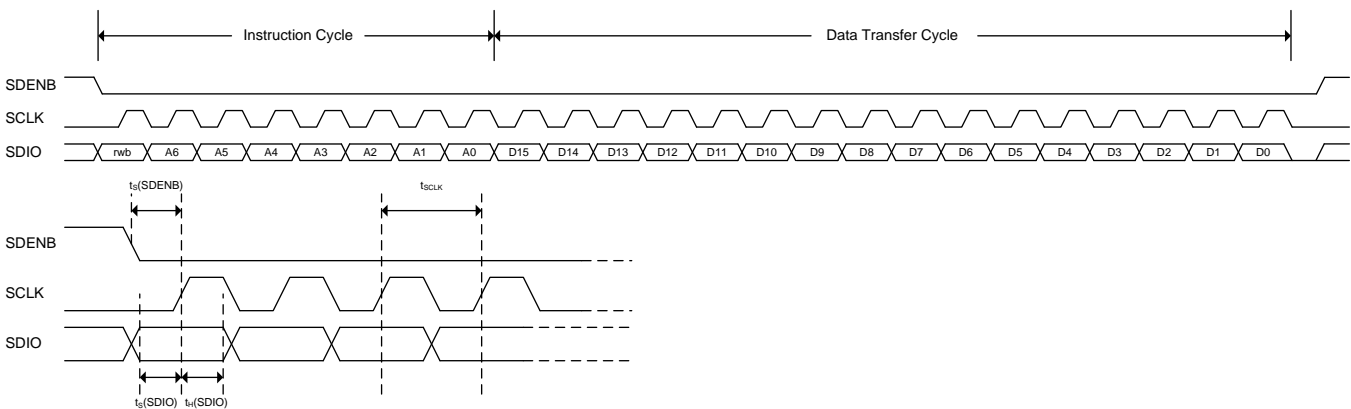 Instruction Cycle Data Transfer Cycle
SDENB
SCLK
SDIO rwb A6 A5 A4 A3 A2 A1 A0 D15 D14 D13 D12 D11 D10 D9 D8 D7 D6 D5 D4 D3 D2 D1 D0
tS(SDENB) tSCLK
SDENB
SCLK
SDIO
tS(SDIO) tH(SDIO)